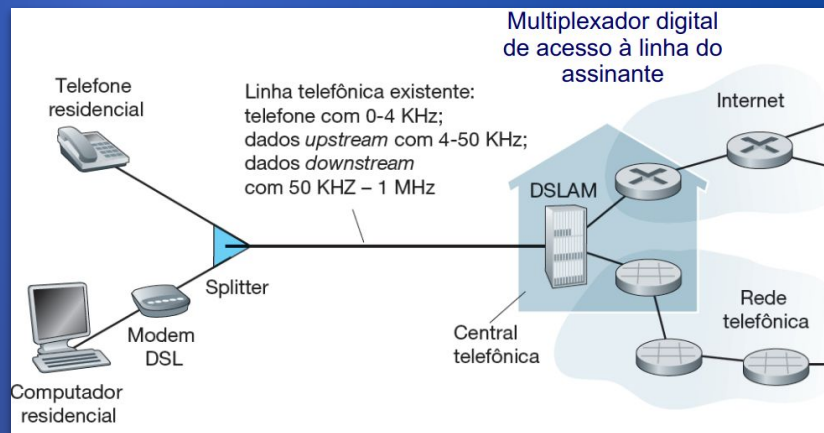 Multiplexador digital
de acesso à linha do
assinante
Telefone
residencial
Linha telefônica existente:
telefone com 0-4 KHz;
dados upstream com 4-50 KHz;
dados downstream
com 50 KHZ – 1 MHz
Internet
DSLAM
Splitter
Modem
DSL
Computador
residencial
Central
telefônica
Rede
telefônica